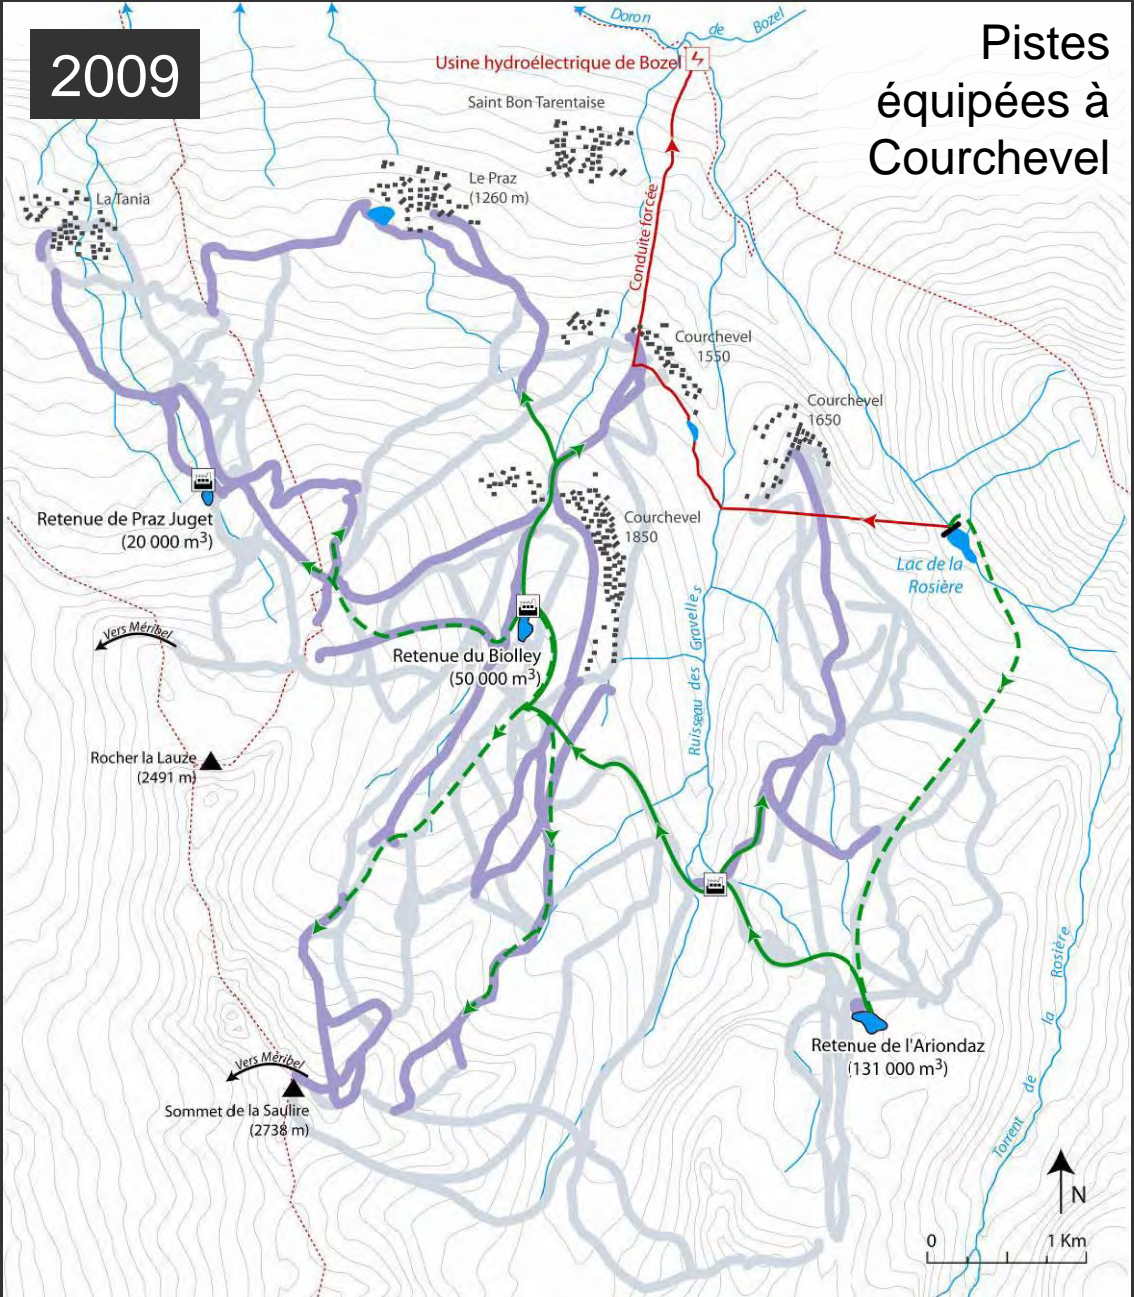 2009
Pistes
équipées à
Courchevel
Doron de Bozel
Usine hydroélectrique de Bozel
Saint Bon Tarentaise
Le Praz
(1260 m)
La Tania
Conduite forcée
Courchevel
1550
Courchevel
1650
Retenue de Praz Juget
(20 000 m³)
Courchevel
1850
Lac de la
Rosière
Vers Méribel
Retenue du Biolley
(50 000 m³)
Ruisseau des Gravelles
Rocher la Lauze
(2491 m)
Torrent de la Rosière
Retenue de l'Ariondaz
(131 000 m³)
Vers Méribel
Sommet de la Saulire
(2738 m)
N
0 1 Km